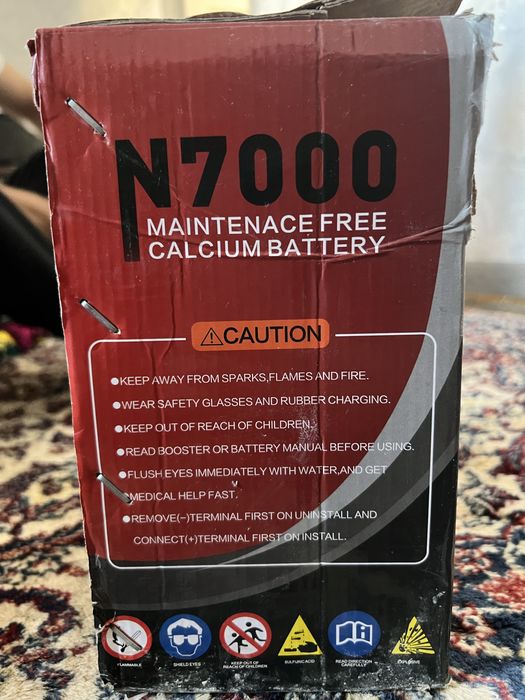 N7000
MAINTENACE FREE
CALCIUM BATTERY
CAUTION
KEEP AWAY FROM SPARKS,FLAMES AND FIRE.
WEAR SAFETY GLASSES AND RUBBER CHARGING.
KEEP OUT OF REACH OF CHILDREN.
READ BOOSTER OR BATTERY MANUAL BEFORE USING.
FLUSH EYES IMMEDIATELY WITH WATER,AND GET
MEDICAL HELP FAST.
REMOVE(-)TERMINAL FIRST ON UNINSTALL AND
CONNECT(+)TERMINAL FIRST ON INSTALL.
FLAMMABLE
SHIELD EYES
KEEP OUT OF
REACH OF CHILDREN
SULFURIC ACID
READ DIRECTION
CAREFULLY
EXPLOSIVE